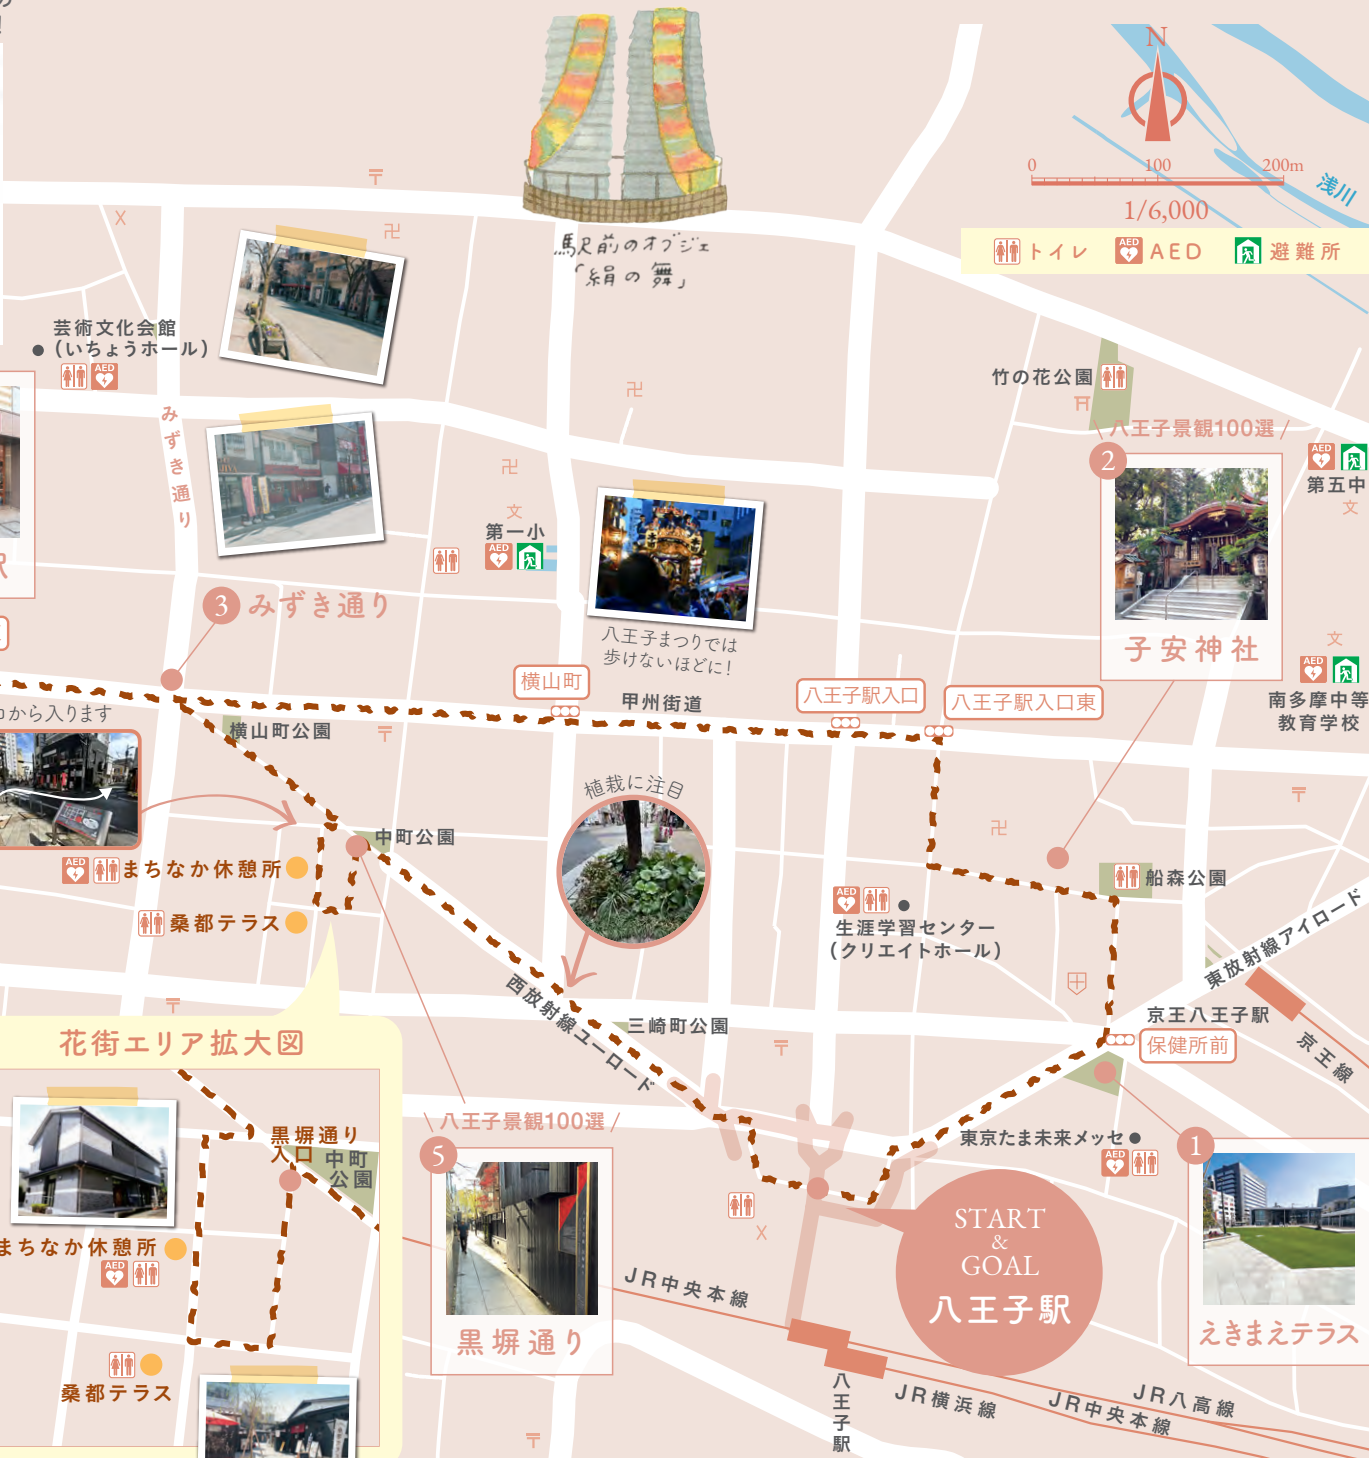 駅前のオブジェ
「絹の舞」
N
0 100 200m
1/6,000
浅川
トイレ AED 避難所
芸術文化会館
(いちょうホール)
AED
みずき通り
竹の花公園
八王子景観100選
2
子安神社
AED
第五中
文
文
AED
南多摩中等
教育学校
文
第一小
AED
八王子まつりでは
歩けないほどに!
3 みずき通り
横山町
甲州街道
八王子駅入口
八王子駅入口東
から入ります
横山町公園
植栽に注目
中町公園
AED
まちなか休憩所
桑都テラス
船森公園
AED
生涯学習センター
(クリエイトホール)
東放射線アイロード
京王八王子駅
京王線
保健所前
西放射線ユーロード
三崎町公園
花街エリア拡大図
黒塀通り
入口
中町
公園
まちなか休憩所
AED
桑都テラス
八王子景観100選
5
黒塀通り
東京たま未来メッセ
AED
1
えきまえテラス
START
&
GOAL
八王子駅
JR中央本線
八王子駅
JR横浜線
JR中央本線
JR八高線